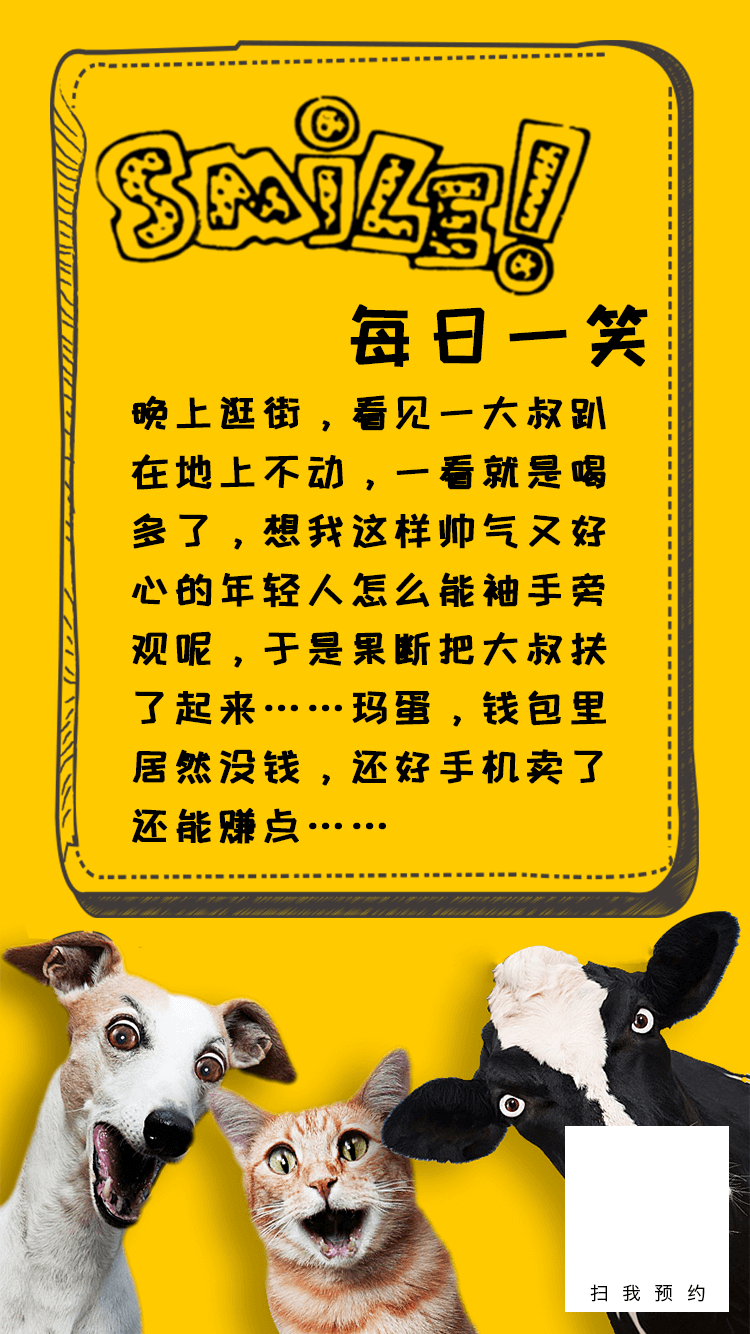 SMILE!
每日一笑
晚上逛街，看见一大叔趴
在地上不动，一看就是喝
多了，想我这样帅气又好
心的年轻人怎么能袖手旁
观呢，于是果断把大叔扶
了起来……玛蛋，钱包里
居然没钱，还好手机卖了
还能赚点……
扫我预约